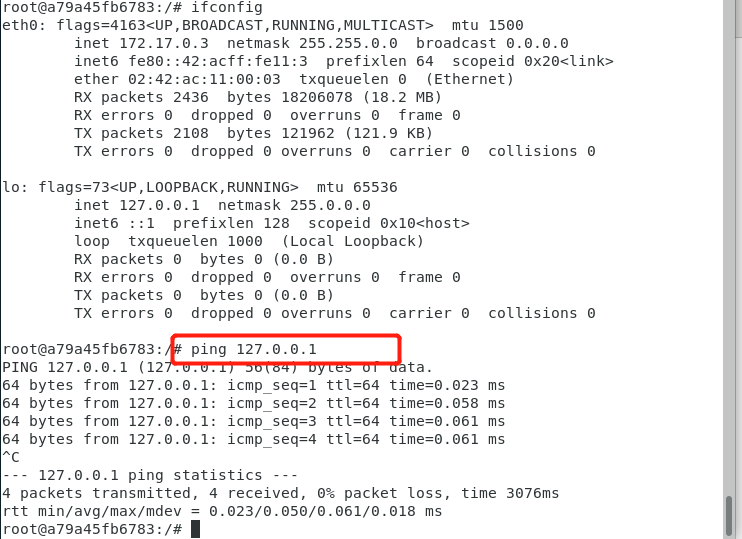 root@a79a45fb6783:/# ifconfig
eth0: flags=4163<UP,BROADCAST,RUNNING,MULTICAST>  mtu 1500
        inet 172.17.0.3  netmask 255.255.0.0  broadcast 0.0.0.0
        inet6 fe80::42:acff:fe11:3  prefixlen 64  scopeid 0x20<link>
        ether 02:42:ac:11:00:03  txqueuelen 0  (Ethernet)
        RX packets 2436  bytes 18206078 (18.2 MB)
        RX errors 0  dropped 0  overruns 0  frame 0
        TX packets 2108  bytes 121962 (121.9 KB)
        TX errors 0  dropped 0 overruns 0  carrier 0  collisions 0
lo: flags=73<UP,LOOPBACK,RUNNING>  mtu 65536
        inet 127.0.0.1  netmask 255.0.0.0
        inet6 ::1  prefixlen 128  scopeid 0x10<host>
        loop  txqueuelen 1000  (Local Loopback)
        RX packets 0  bytes 0 (0.0 B)
        RX errors 0  dropped 0  overruns 0  frame 0
        TX packets 0  bytes 0 (0.0 B)
        TX errors 0  dropped 0 overruns 0  carrier 0  collisions 0
root@a79a45fb6783:/# ping 127.0.0.1
PING 127.0.0.1 (127.0.0.1) 56(84) bytes of data.
64 bytes from 127.0.0.1: icmp_seq=1 ttl=64 time=0.023 ms
64 bytes from 127.0.0.1: icmp_seq=2 ttl=64 time=0.058 ms
64 bytes from 127.0.0.1: icmp_seq=3 ttl=64 time=0.061 ms
64 bytes from 127.0.0.1: icmp_seq=4 ttl=64 time=0.061 ms
^C
--- 127.0.0.1 ping statistics ---
4 packets transmitted, 4 received, 0% packet loss, time 3076ms
rtt min/avg/max/mdev = 0.023/0.050/0.061/0.018 ms
root@a79a45fb6783:/#